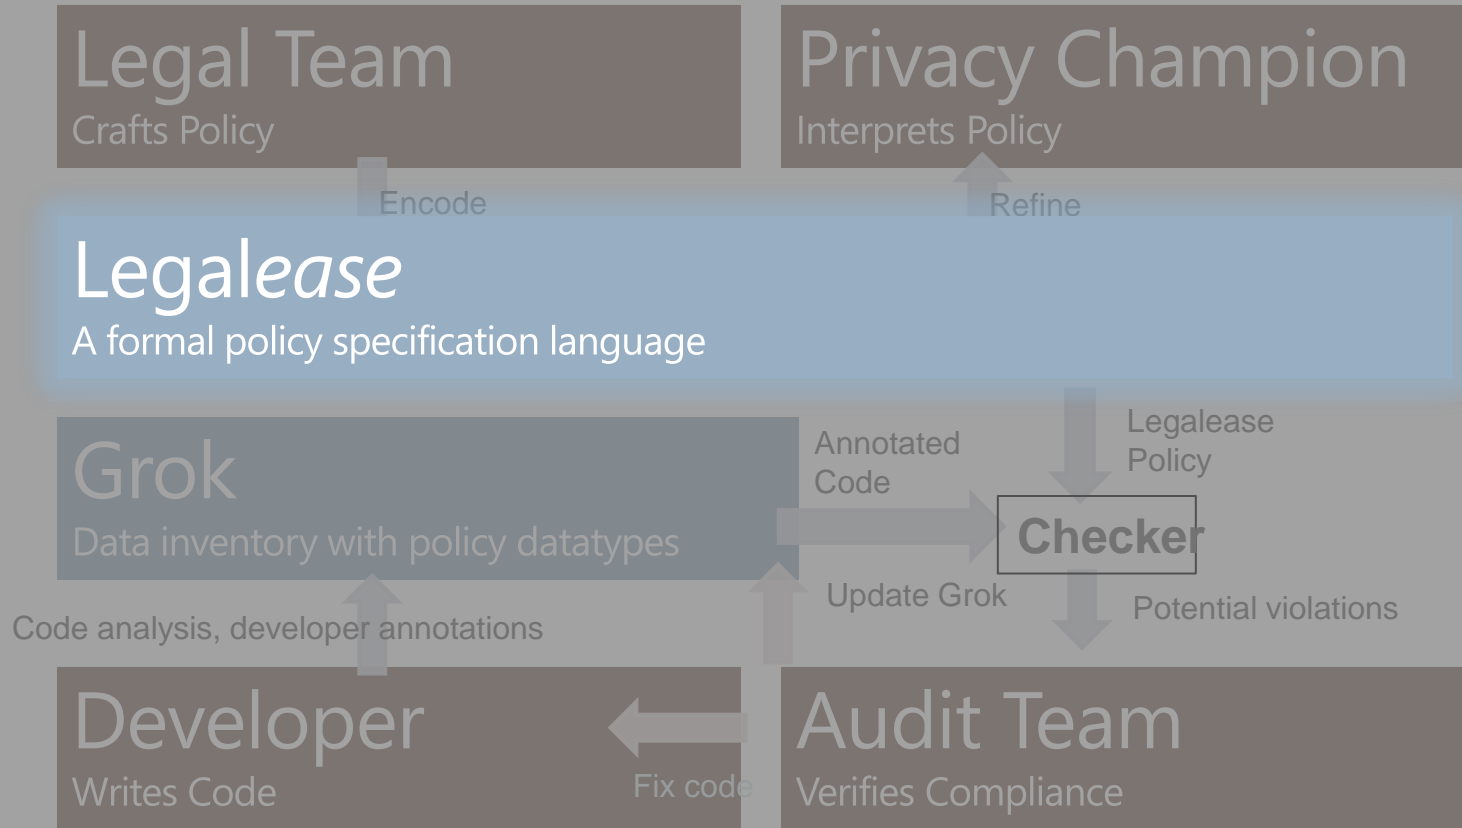 Legal Team
Crafts Policy
Privacy Champion
Interprets Policy
Encode
Refine
Legalease
A formal policy specification language
Grok
Data inventory with policy datatypes
Annotated
Code
Legalease
Policy
Checker
Update Grok
Potential violations
Code analysis, developer annotations
Developer
Writes Code
Fix code
Audit Team
Verifies Compliance